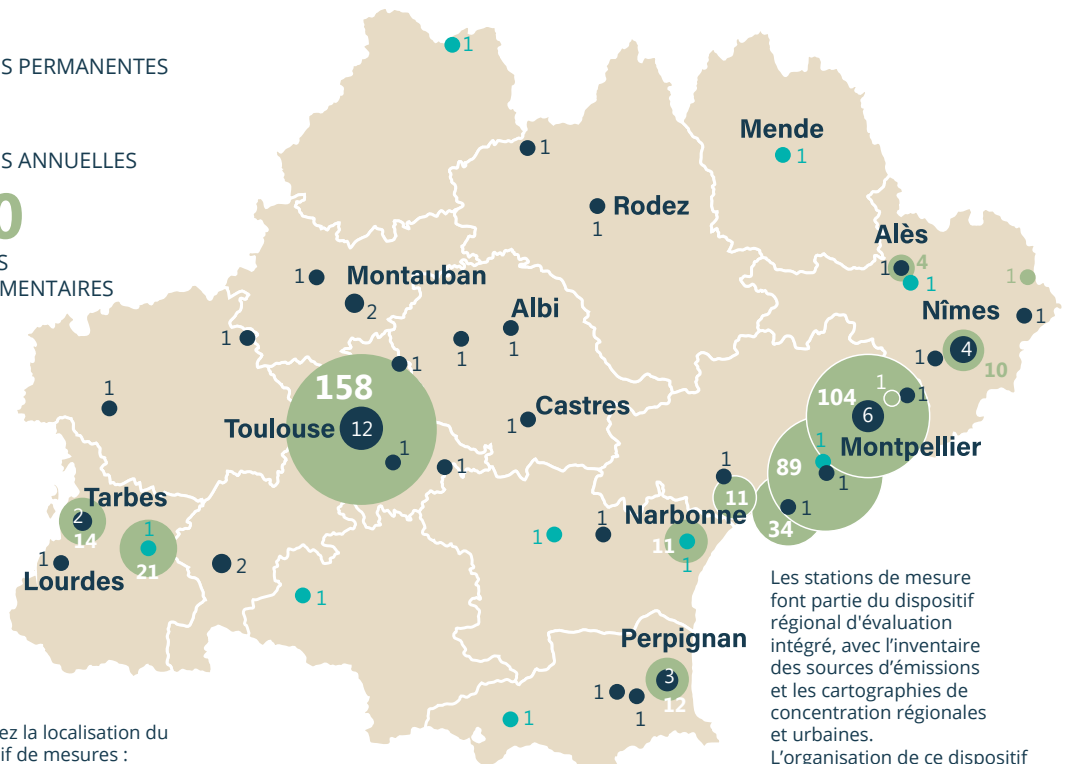 S PERMANENTES
S ANNUELLES
0
S
MENTAIRES
1
1
Mende
1
Rodez
1
Alès
1
4
1
1
Nîmes
1
1
4
10
1
Montauban
2
Albi
1
1
1
1
1
158
Toulouse
12
1
1
Castres
1
104
1
1
6
Montpellier
1
89
1
1
11
34
1
Tarbes
2
14
1
21
1
Lourdes
2
1
1
1
Narbonne
11
1
Perpignan
3
12
1
1
1
Les stations de mesure
font partie du dispositif
régional d'évaluation
intégré, avec l’inventaire
des sources d’émissions
et les cartographies de
concentration régionales
et urbaines.
L’organisation de ce dispositif
ez la localisation du
if de mesures :